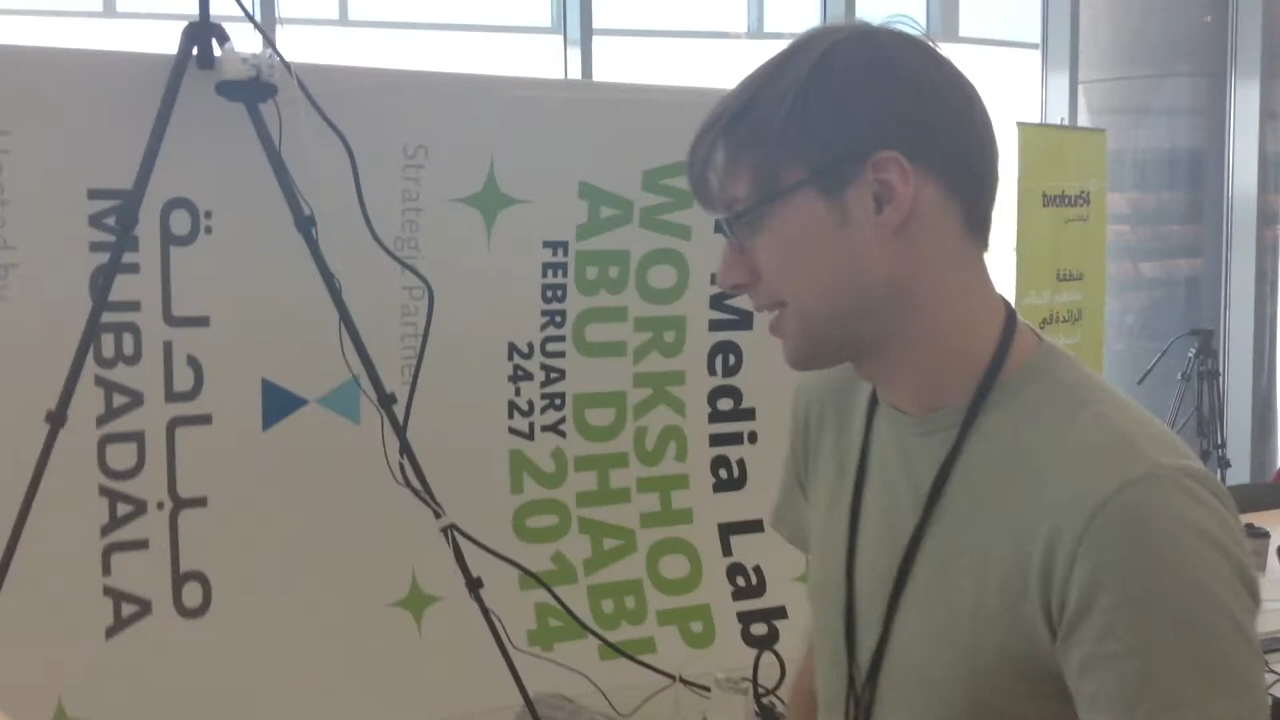 Media Lab
WORKSHOP
ABU DHABI
FEBRUARY
24-27
2014
Strategic Partner
مبادلة
MUBADALA
Hosted by
twofour54
منطقة
الرائدة في